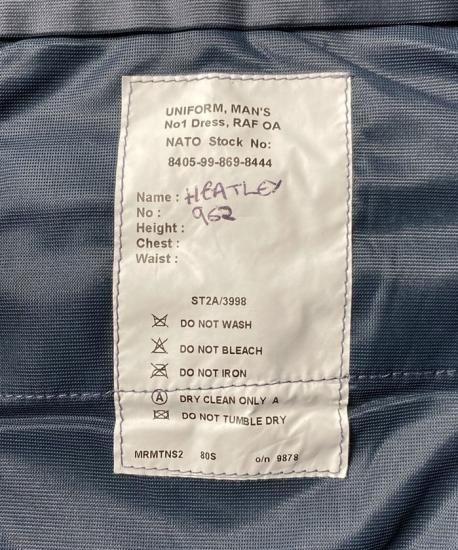 UNIFORM, MAN'S
No1 Dress, RAF OA
NATO Stock No:
8405-99-869-8444
Name : HEATLEY
No : 962
Height :
Chest :
Waist :
ST2A/3998
DO NOT WASH
DO NOT BLEACH
DO NOT IRON
A DRY CLEAN ONLY A
DO NOT TUMBLE DRY
MRMTNS2 80S o/n 9878